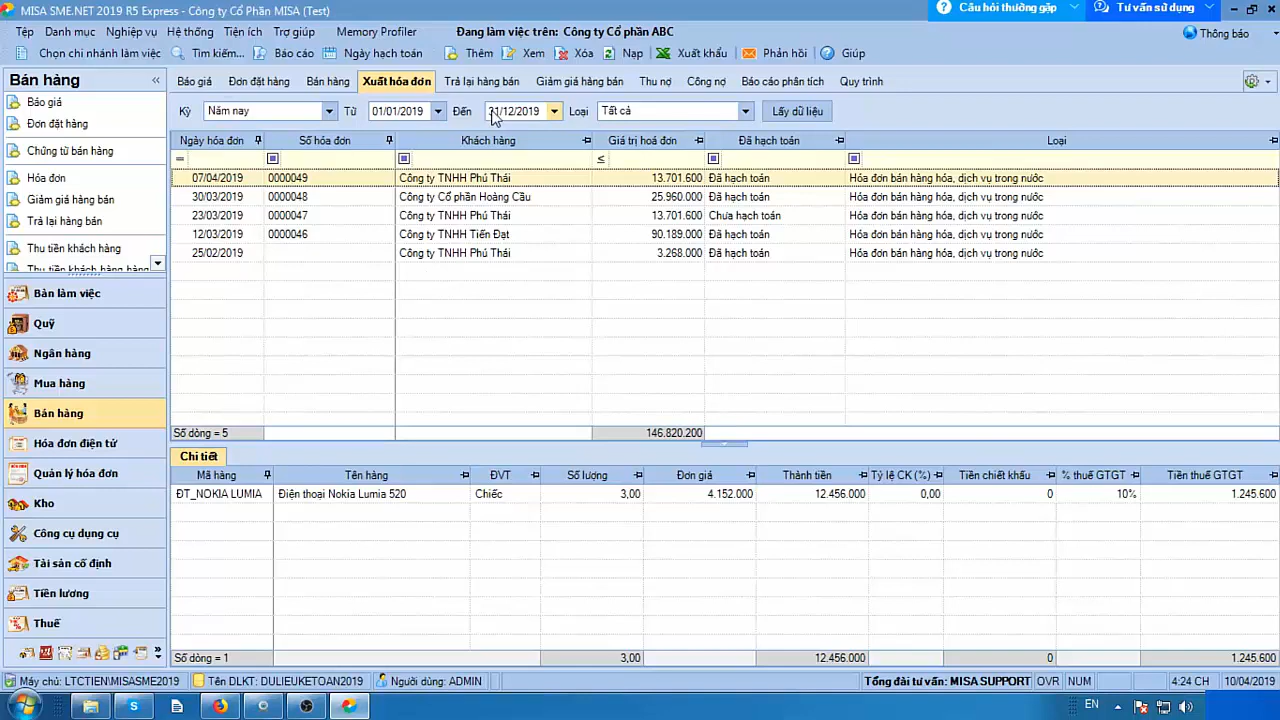 MISA SME.NET 2019 R5 Express - Công ty Cổ Phần MISA (Test)
Câu hỏi thường gặp
Tư vấn sử dụng
Tệp Danh mục Nghiệp vụ Hệ thống Tiện ích Trợ giúp Memory Profiler Đang làm việc trên: Công ty Cổ phần ABC
Thông báo
Chọn chi nhánh làm việc Tìm kiếm... Báo cáo Ngày hạch toán Thêm Xem Xóa Nạp Xuất khẩu Phản hồi Giúp
Bán hàng «
Báo giá Đơn đặt hàng Bán hàng Xuất hóa đơn Trả lại hàng bán Giảm giá hàng bán Thu nợ Công nợ Báo cáo phân tích Quy trình
Kỳ Năm nay Từ 01/01/2019 Đến 31/12/2019 Loại Tất cả Lấy dữ liệu
Báo giá
Đơn đặt hàng
Chứng từ bán hàng
Hóa đơn
Giảm giá hàng bán
Trả lại hàng bán
Thu tiền khách hàng
Thu tiền khách hàng hàng
Ngày hóa đơn Số hóa đơn Khách hàng Giá trị hoá đơn Đã hạch toán Loại
= ≤
07/04/2019 0000049 Công ty TNHH Phú Thái 13.701.600 Đã hạch toán Hóa đơn bán hàng hóa, dịch vụ trong nước
30/03/2019 0000048 Công ty Cổ phần Hoàng Cầu 25.960.000 Đã hạch toán Hóa đơn bán hàng hóa, dịch vụ trong nước
23/03/2019 0000047 Công ty TNHH Phú Thái 13.701.600 Chưa hạch toán Hóa đơn bán hàng hóa, dịch vụ trong nước
12/03/2019 0000046 Công ty TNHH Tiến Đạt 90.189.000 Đã hạch toán Hóa đơn bán hàng hóa, dịch vụ trong nước
25/02/2019 Công ty TNHH Phú Thái 3.268.000 Đã hạch toán Hóa đơn bán hàng hóa, dịch vụ trong nước
Số dòng = 5 146.820.200
Bàn làm việc
Quỹ
Ngân hàng
Mua hàng
Bán hàng
Hóa đơn điện tử
Quản lý hóa đơn
Kho
Công cụ dụng cụ
Tài sản cố định
Tiền lương
Thuế
Chi tiết
Mã hàng Tên hàng ĐVT Số lượng Đơn giá Thành tiền Tỷ lệ CK (%) Tiền chiết khấu % thuế GTGT Tiền thuế GTGT
ĐT_NOKIA LUMIA Điện thoại Nokia Lumia 520 Chiếc 3,00 4.152.000 12.456.000 0,00 0 10% 1.245.600
Số dòng = 1 3,00 12.456.000 0 1.245.600
Máy chủ: LTCTIEN\MISASME2019 Tên DLKT: DULIEUKETOAN2019 Người dùng: ADMIN Tổng đài tư vấn: MISA SUPPORT OVR NUM 4:24 CH 10/04/2019
EN